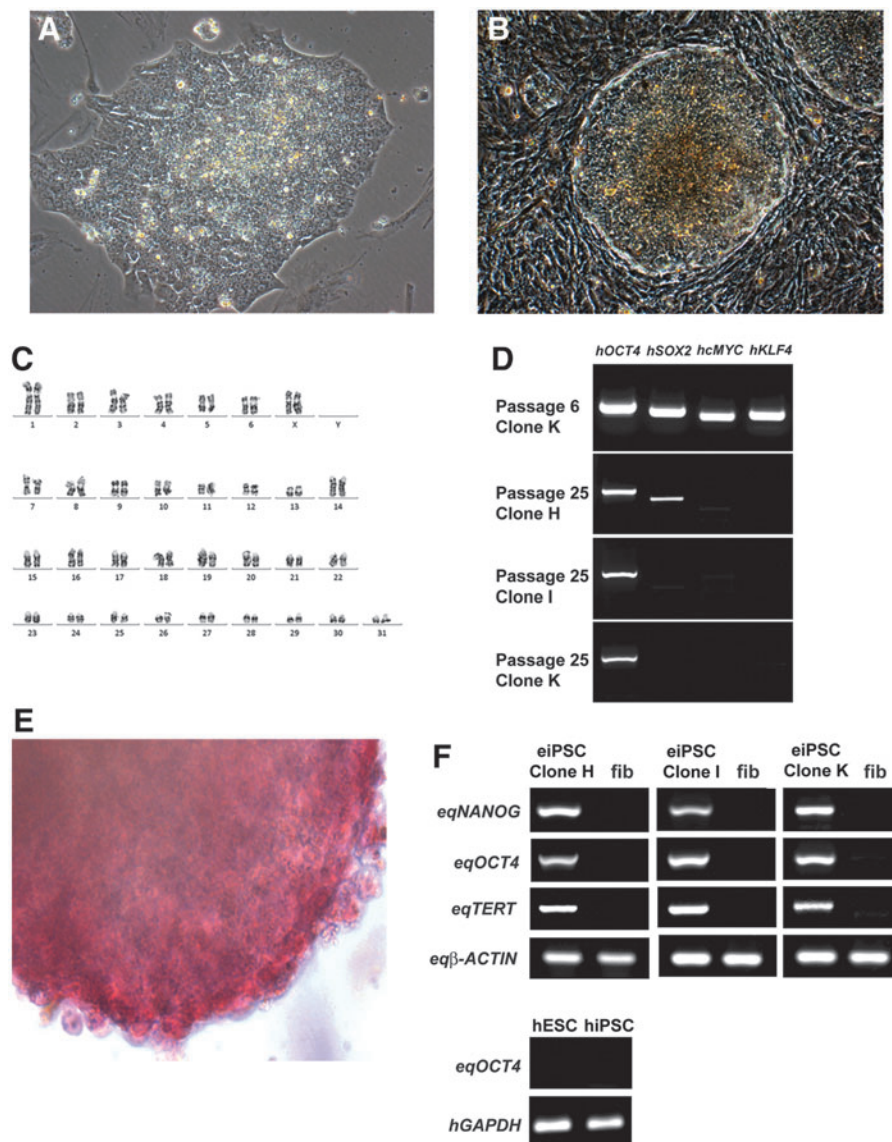 A
B
C
1 2 3 4 5 6 X Y
7 8 9 10 11 12 13 14
15 16 17 18 19 20 21 22
23 24 25 26 27 28 29 30 31
D
hOCT4 hSOX2 hcMYC hKLF4
Passage 6
Clone K
Passage 25
Clone H
Passage 25
Clone I
Passage 25
Clone K
E
F
eiPSC eiPSC eiPSC
Clone H fib Clone I fib Clone K fib
eqNANOG
eqOCT4
eqTERT
eqβ-ACTIN
hESC hiPSC
eqOCT4
hGAPDH